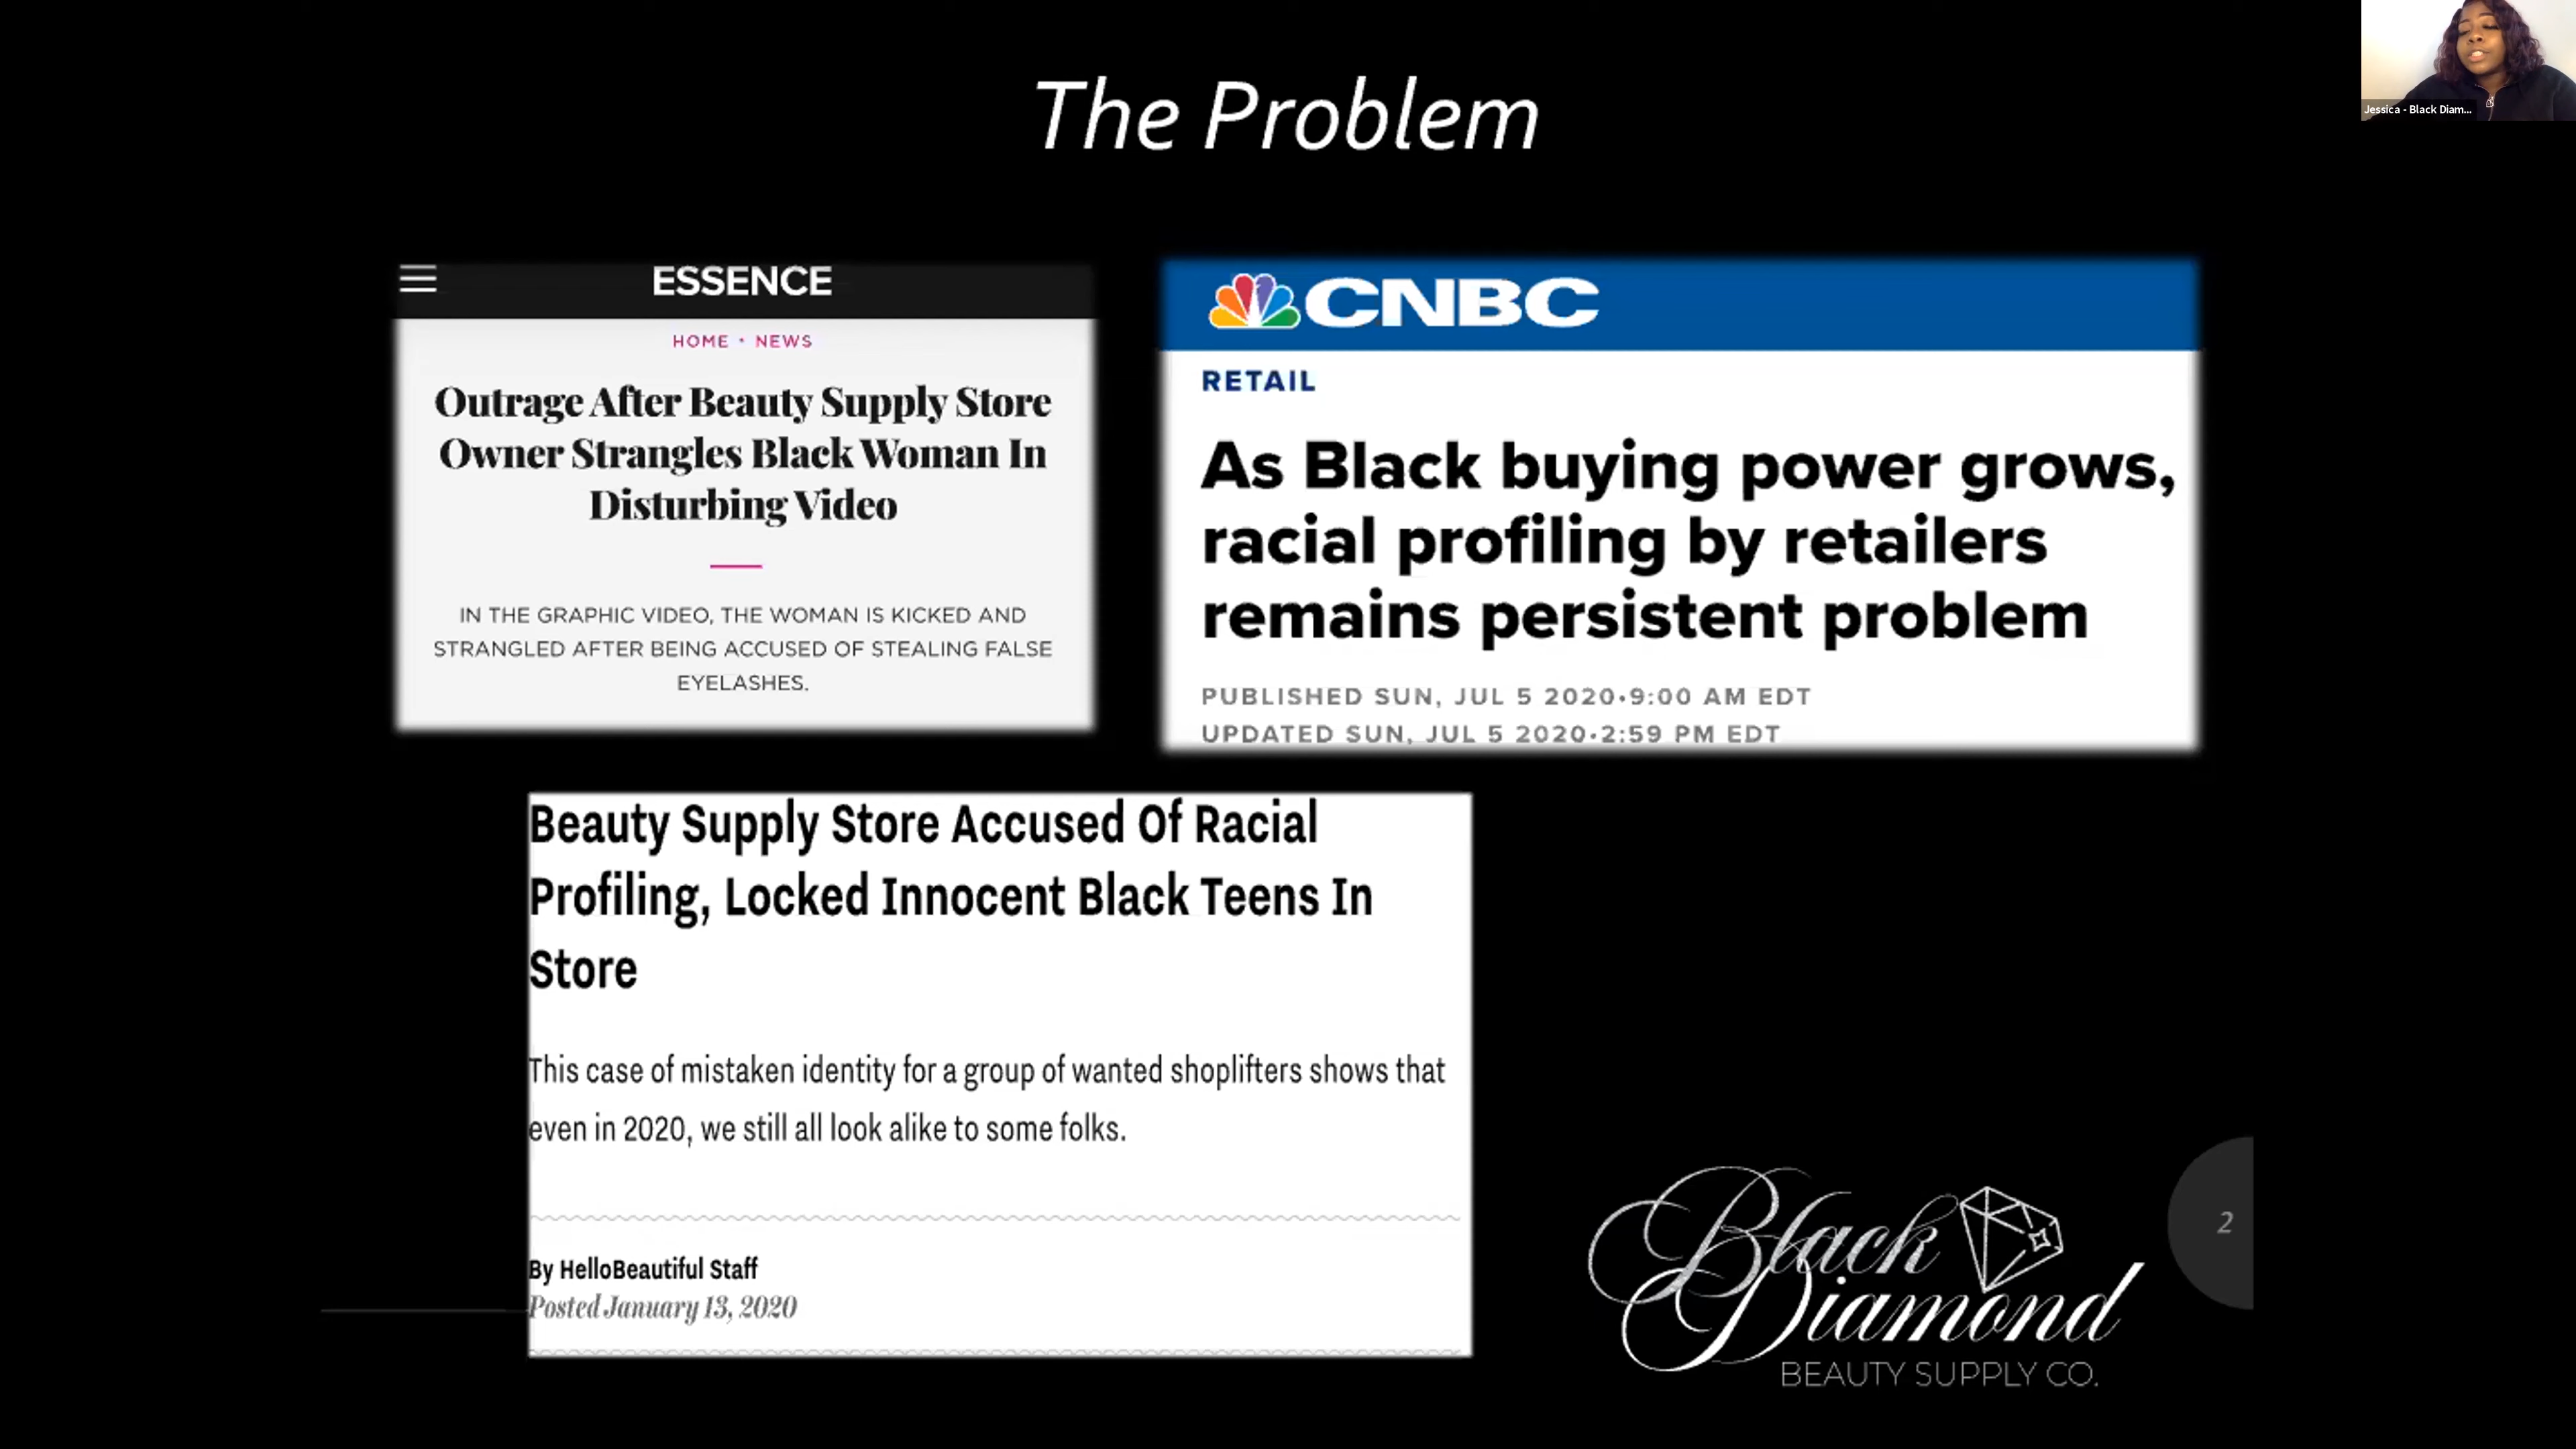 The Problem
Jessica - Black Diam...
ESSENCE
HOME • NEWS
Outrage After Beauty Supply Store
Owner Strangles Black Woman In
Disturbing Video
IN THE GRAPHIC VIDEO, THE WOMAN IS KICKED AND
STRANGLED AFTER BEING ACCUSED OF STEALING FALSE
EYELASHES.
CNBC
RETAIL
As Black buying power grows,
racial profiling by retailers
remains persistent problem
PUBLISHED SUN, JUL 5 2020•9:00 AM EDT
UPDATED SUN, JUL 5 2020•2:59 PM EDT
Beauty Supply Store Accused Of Racial
Profiling, Locked Innocent Black Teens In
Store
This case of mistaken identity for a group of wanted shoplifters shows that
even in 2020, we still all look alike to some folks.
By HelloBeautiful Staff
Posted January 13, 2020
Black
Diamond
BEAUTY SUPPLY CO.
2